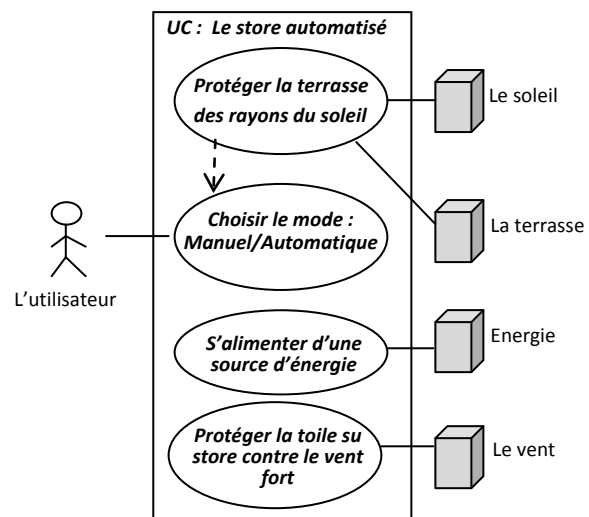 UC : Le store automatisé
Protéger la terrasse
des rayons du soleil
Le soleil
Choisir le mode :
Manuel/Automatique
La terrasse
L’utilisateur
S’alimenter d’une
source d’énergie
Energie
Protéger la toile su
store contre le vent
fort
Le vent